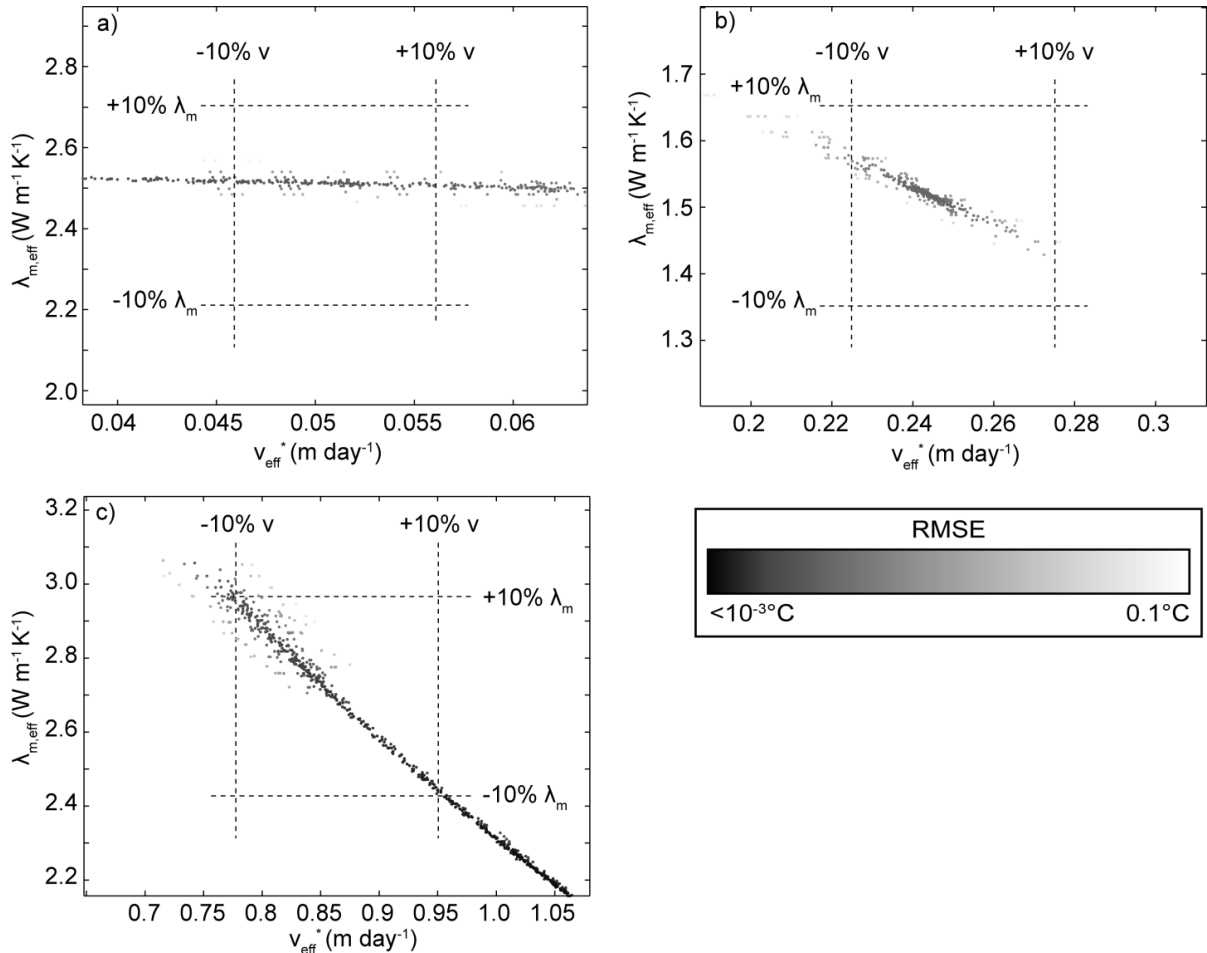 a)
-10% v
+10% v
+10% λm
-10% λm
2.8
2.6
2.4
2.2
2.0
λm,eff (W m-1 K-1)
0.04
0.045
0.05
0.055
0.06
veff* (m day-1)
b)
-10% v
+10% v
+10% λm
-10% λm
1.7
1.6
1.5
1.4
1.3
λm,eff (W m-1 K-1)
0.2
0.22
0.24
0.26
0.28
0.3
veff* (m day-1)
c)
-10% v
+10% v
+10% λm
-10% λm
3.2
3.0
2.8
2.6
2.4
2.2
λm,eff (W m-1 K-1)
0.7
0.75
0.8
0.85
0.9
0.95
1.0
1.05
veff* (m day-1)
RMSE
<10-3°C
0.1°C